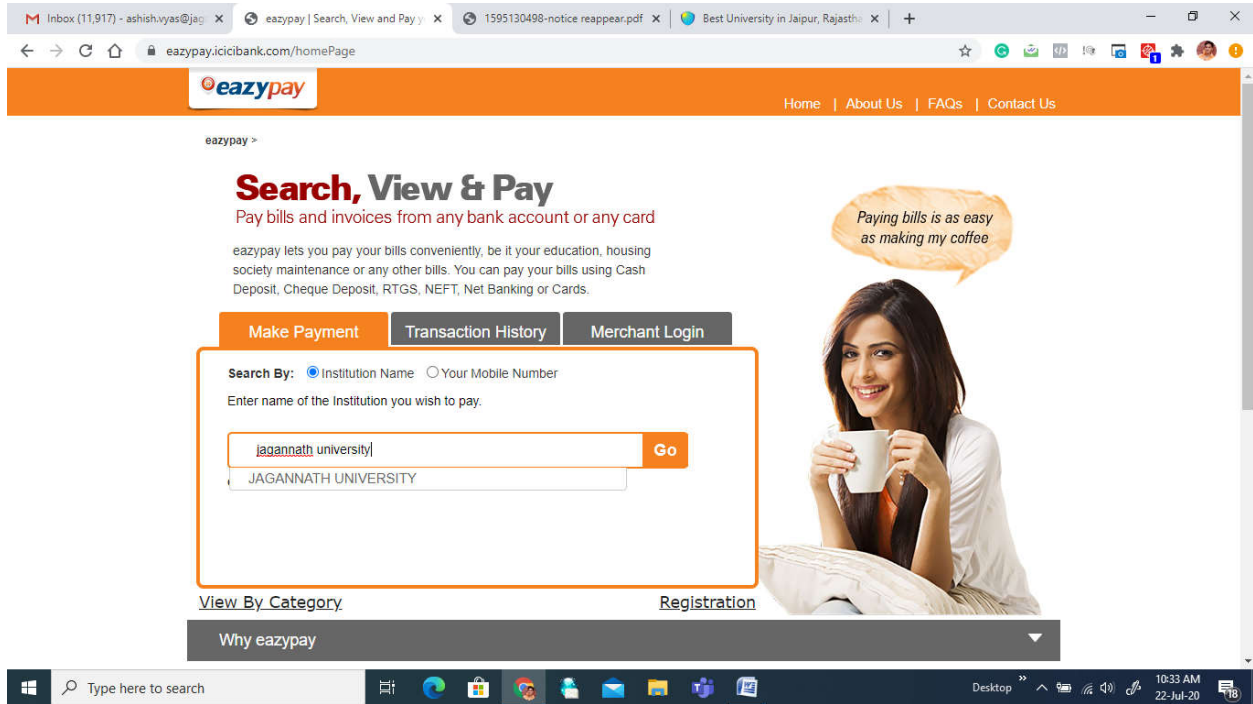 Inbox (11,917) - ashish.vyas@jag
eazypay | Search, View and Pay y
1595130498-notice reappear.pdf
Best University in Jaipur, Rajasth
eazypay.icicibank.com/homePage
1
eazypay
Home | About Us | FAQs | Contact Us
eazypay >
Search, View & Pay
Pay bills and invoices from any bank account or any card
eazypay lets you pay your bills conveniently, be it your education, housing
society maintenance or any other bills. You can pay your bills using Cash
Deposit, Cheque Deposit, RTGS, NEFT, Net Banking or Cards.
Paying bills is as easy
as making my coffee
Make Payment
Transaction History
Merchant Login
Search By: Institution Name Your Mobile Number
Enter name of the Institution you wish to pay.
jagannath university
Go
JAGANNATH UNIVERSITY
View By Category
Registration
Why eazypay
Type here to search
Desktop
10:33 AM
22-Jul-20
18